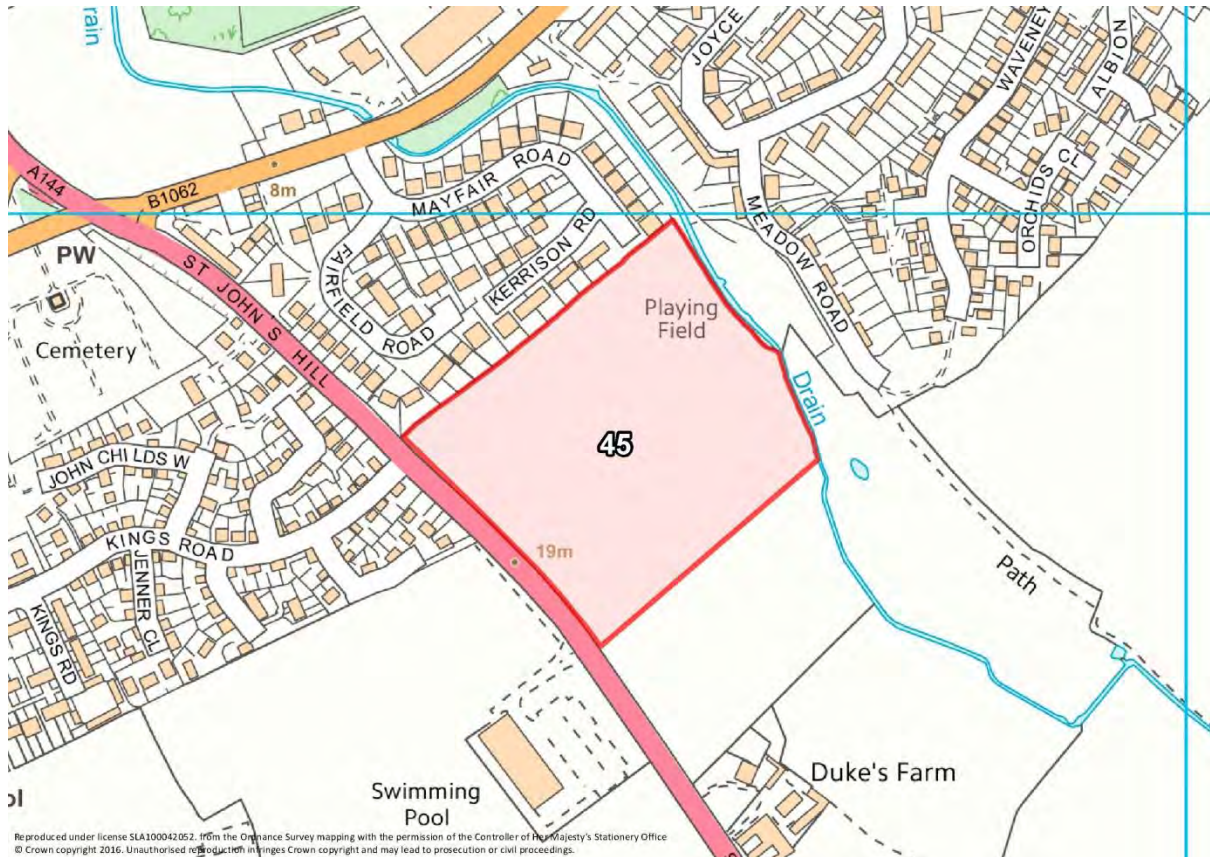 Drain
JOYCE
WAVENEY
ALBION
A144
B1062
8m
MAYFAIR ROAD
KERRISON RD
FAIRFIELD ROAD
MEADOW ROAD
ORCHIDS CL
PW
ST JOHN'S HILL
Cemetery
Playing
Field
Drain
45
JOHN CHILDS W
KINGS ROAD
JENNER CL
KINGS RD
19m
Path
Swimming
Pool
Duke's Farm
ol
S
Reproduced under license SLA100042052. from the Ordnance Survey mapping with the permission of the Controller of Her Majesty's Stationery Office
© Crown copyright 2016. Unauthorised reproduction infringes Crown copyright and may lead to prosecution or civil proceedings.